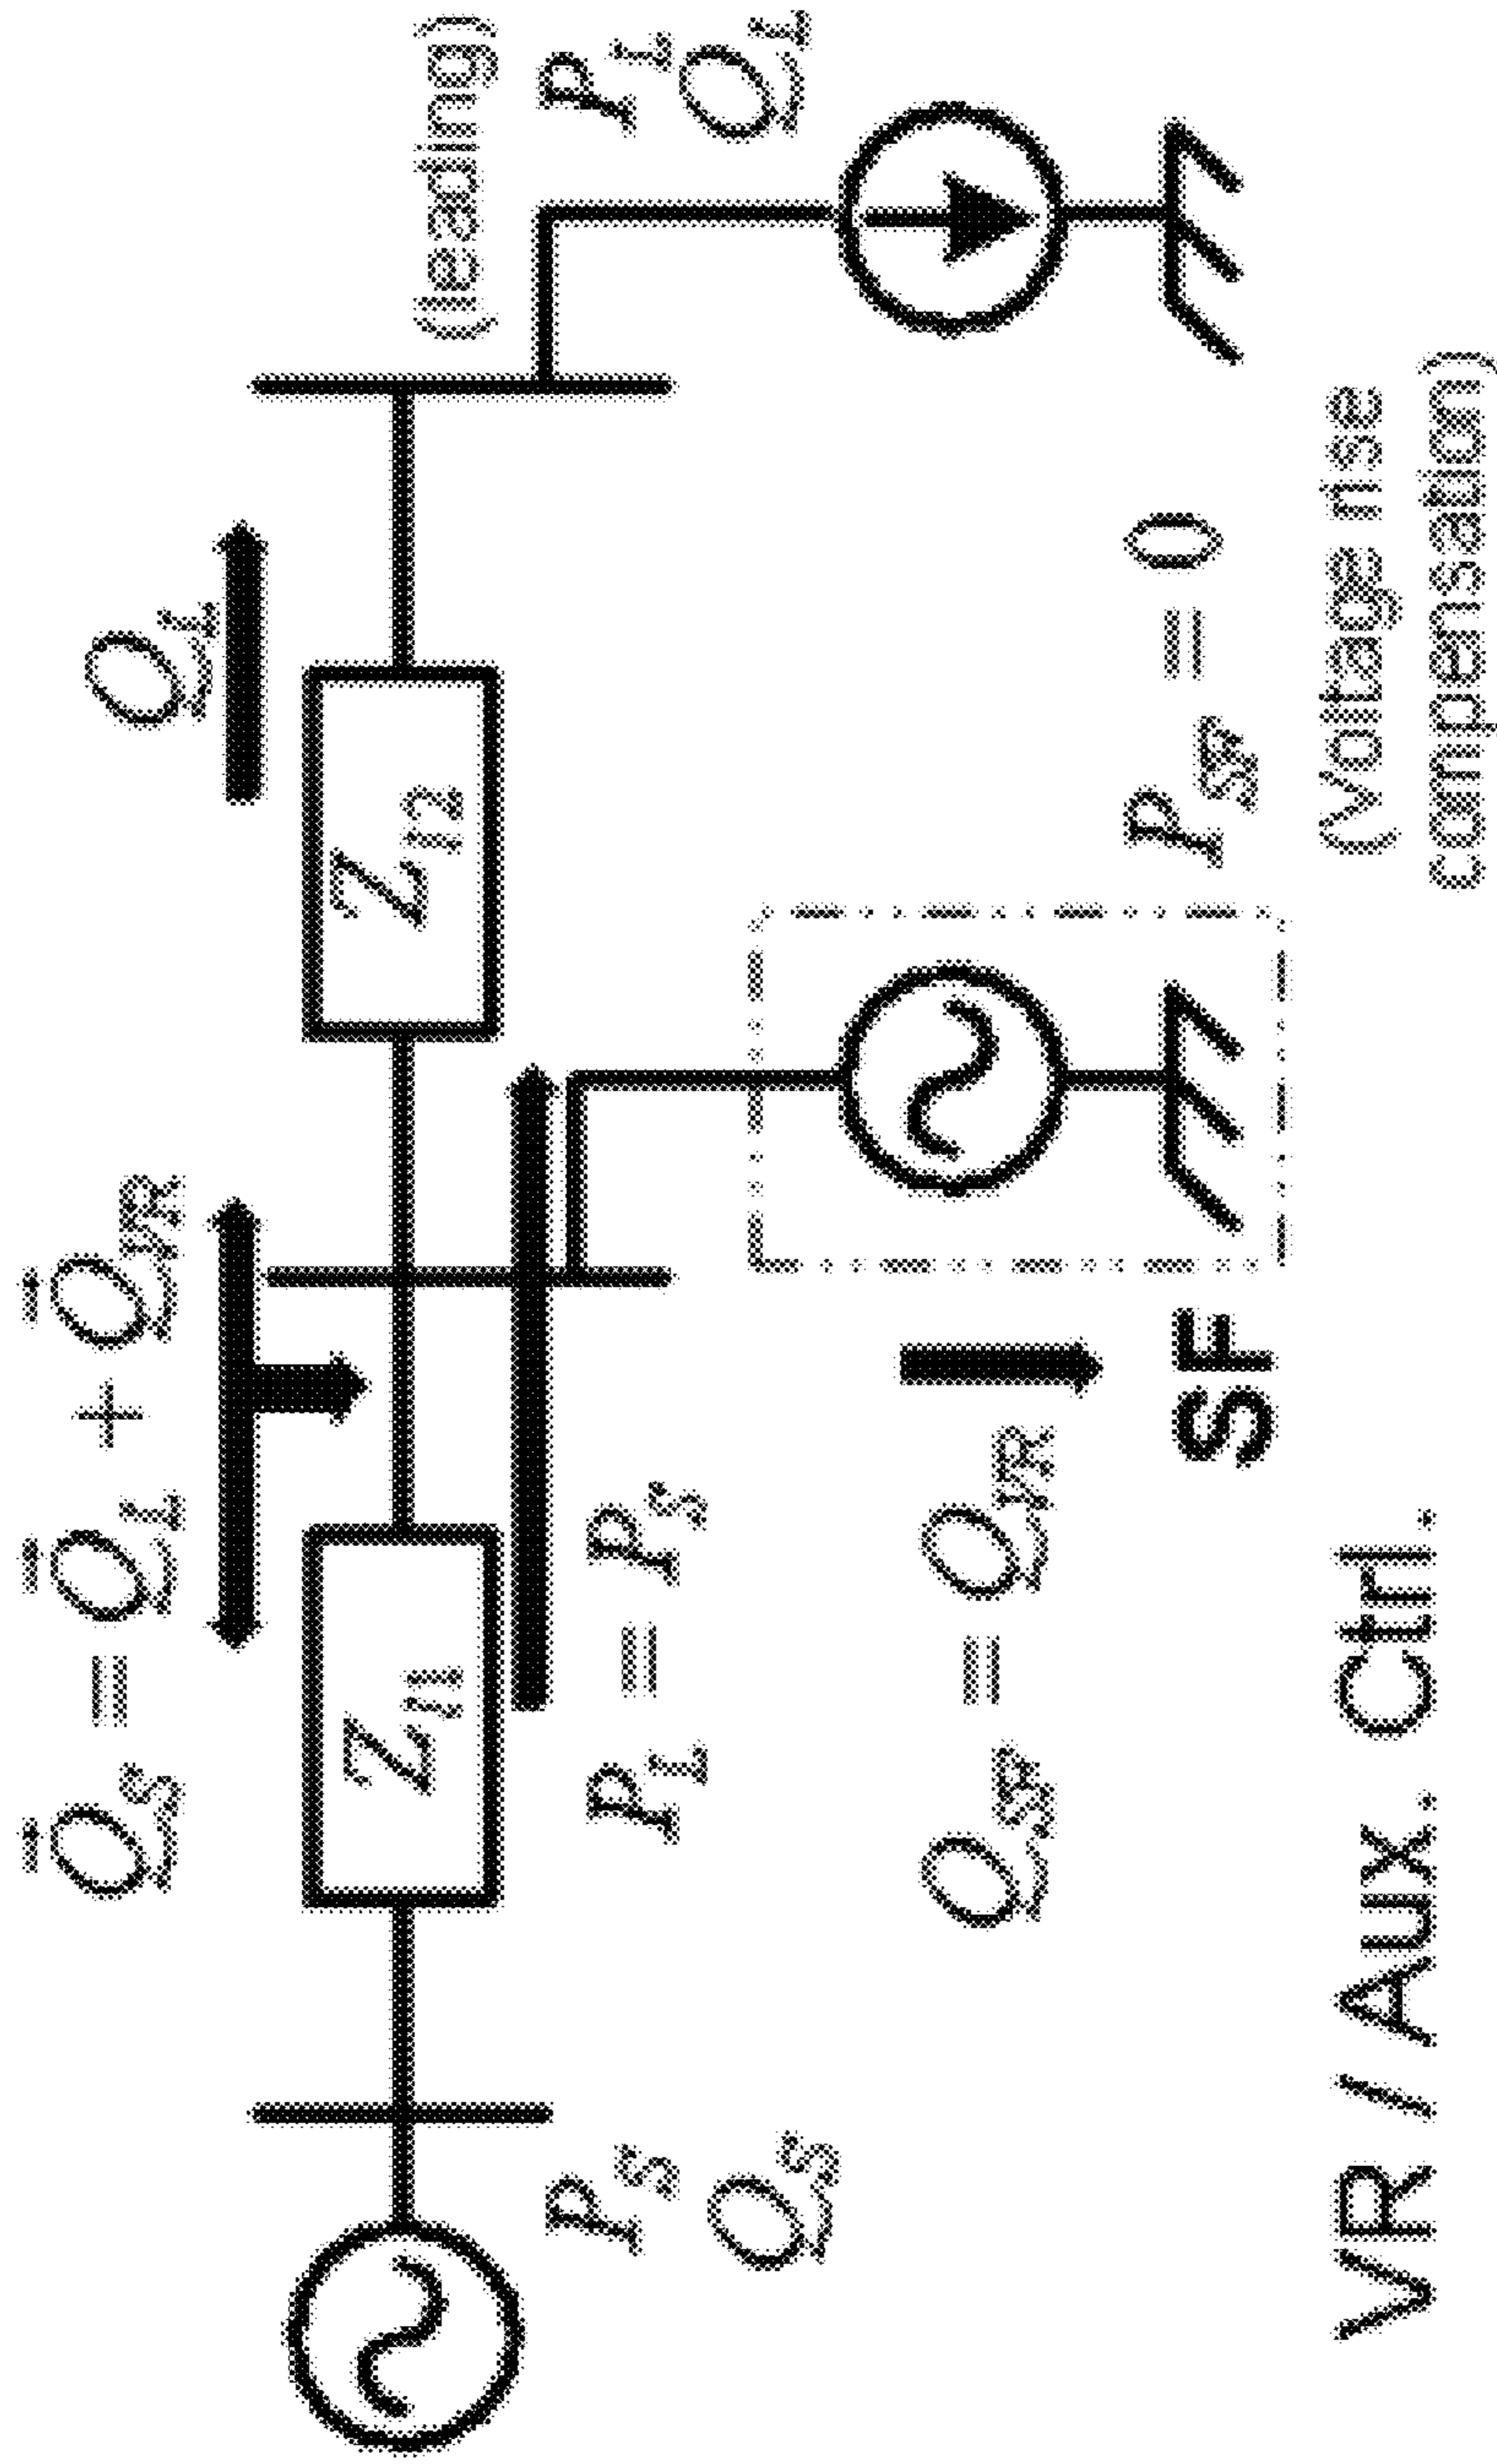 Q̄_S = Q̄_L + Q̄_VR
Q_L
Z_l1
Z_l2
(leading)
P_S
Q_S
P_L = P_S
P_L
Q_L
Q_SF = Q_VR
SF
P_SF = 0
VR / Aux. Ctrl.
(Voltage rise
compensation)